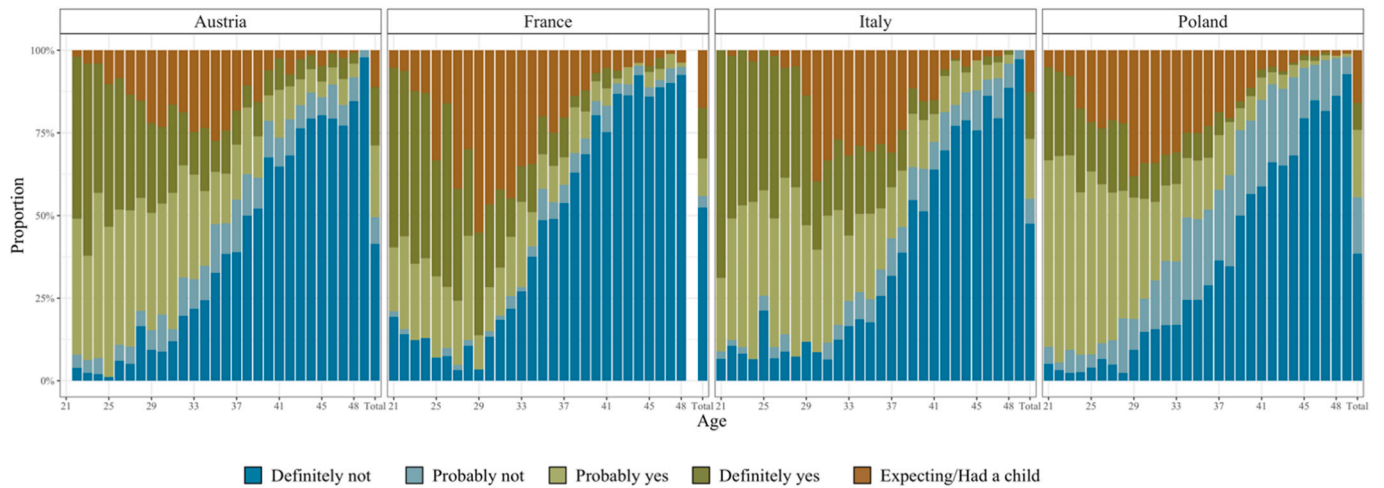 Austria France Italy Poland
100%
75%
50%
25%
0%
Proportion
21 25 29 33 37 41 45 48 Total 21 25 29 33 37 41 45 48 Total 21 25 29 33 37 41 45 48 Total 21 25 29 33 37 41 45 48 Total
Age
Definitely not Probably not Probably yes Definitely yes Expecting/Had a child